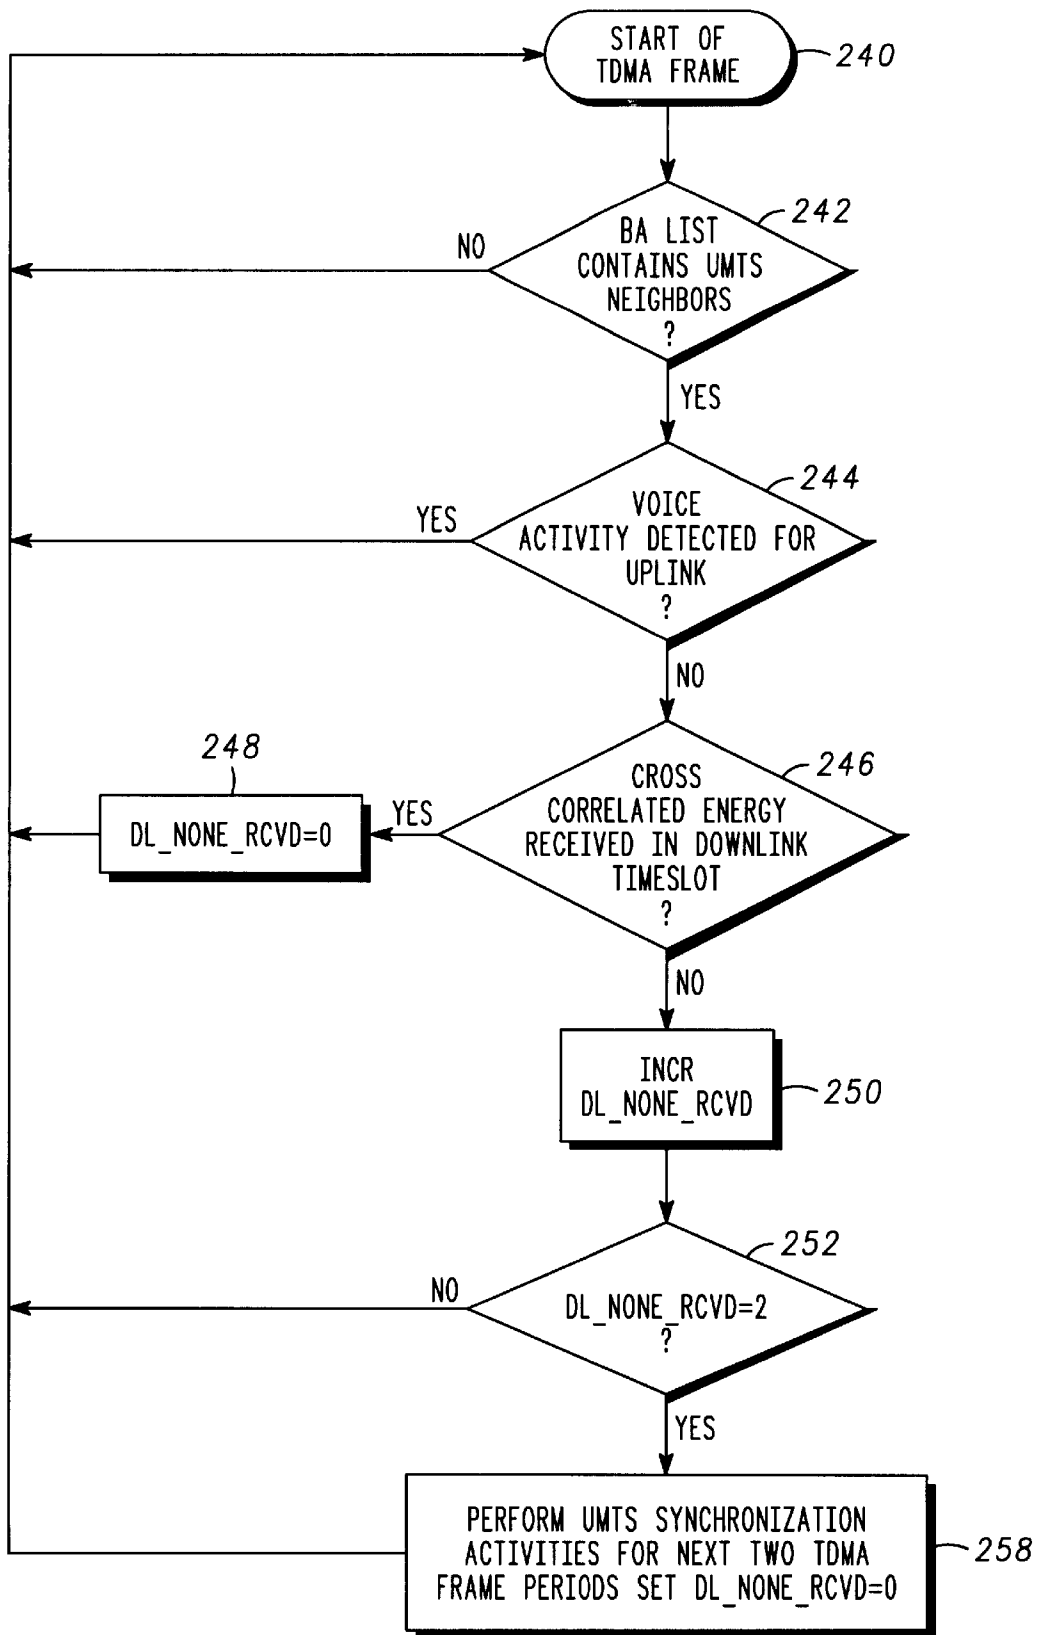 START OF
TDMA FRAME
240
BA LIST
CONTAINS UMTS
NEIGHBORS
?
242
NO
YES
VOICE
ACTIVITY DETECTED FOR
UPLINK
?
244
YES
NO
CROSS
CORRELATED ENERGY
RECEIVED IN DOWNLINK
TIMESLOT
?
246
YES
248
DL_NONE_RCVD=0
NO
INCR
DL_NONE_RCVD
250
DL_NONE_RCVD=2
?
252
NO
YES
PERFORM UMTS SYNCHRONIZATION
ACTIVITIES FOR NEXT TWO TDMA
FRAME PERIODS SET DL_NONE_RCVD=0
258